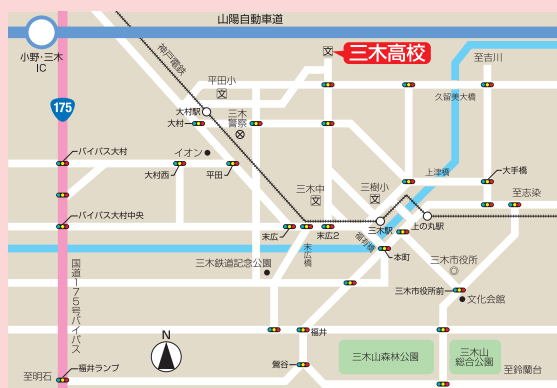 山陽自動車道
小野・三木
IC
神戸電鉄
三木高校
至吉川
平田小
久留美大橋
175
大村駅
大村
三木
警察
イオン
バイパス大村
大村西
平田
三木中
三樹小
上津橋
大手橋
至志染
バイパス大村中央
末広
末広2
三木駅
上の丸駅
末広橋
福有橋
本町
国道175号バイパス
三木鉄道記念公園
三木市役所
三木市役所前
文化会館
N
福井
鶯谷
三木山森林公園
三木山
総合公園
至明石
福井ランプ
至鈴蘭台